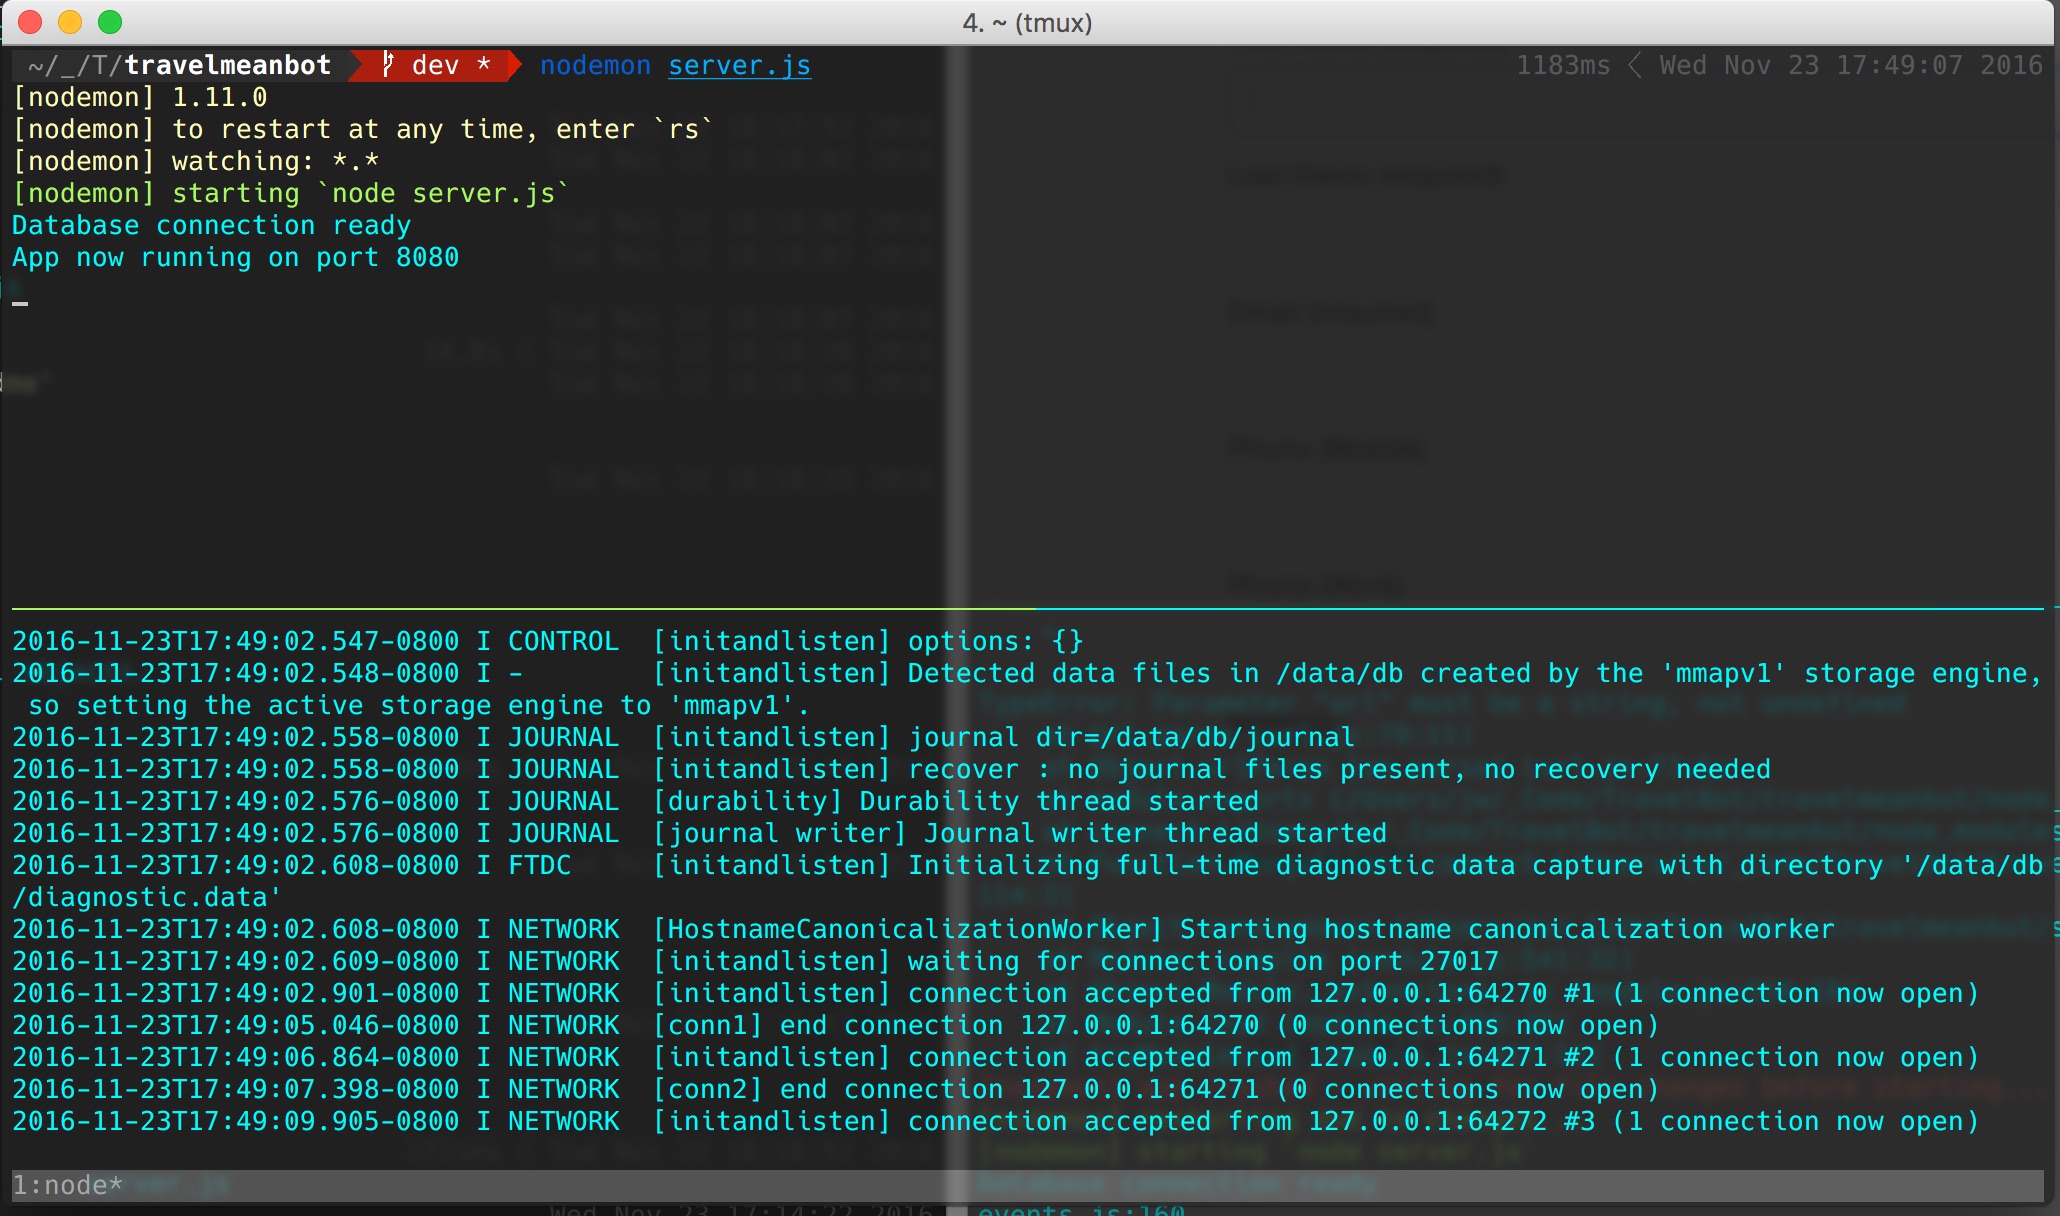 4. ~ (tmux)
~/_/T/travelmeanbot dev * nodemon server.js 1183ms Wed Nov 23 17:49:07 2016
[nodemon] 1.11.0
[nodemon] to restart at any time, enter `rs`
[nodemon] watching: *.*
[nodemon] starting `node server.js`
Database connection ready
App now running on port 8080
2016-11-23T17:49:02.547-0800 I CONTROL  [initandlisten] options: {}
2016-11-23T17:49:02.548-0800 I -        [initandlisten] Detected data files in /data/db created by the 'mmapv1' storage engine,
so setting the active storage engine to 'mmapv1'.
2016-11-23T17:49:02.558-0800 I JOURNAL  [initandlisten] journal dir=/data/db/journal
2016-11-23T17:49:02.558-0800 I JOURNAL  [initandlisten] recover : no journal files present, no recovery needed
2016-11-23T17:49:02.576-0800 I JOURNAL  [durability] Durability thread started
2016-11-23T17:49:02.576-0800 I JOURNAL  [journal writer] Journal writer thread started
2016-11-23T17:49:02.608-0800 I FTDC     [initandlisten] Initializing full-time diagnostic data capture with directory '/data/db
/diagnostic.data'
2016-11-23T17:49:02.608-0800 I NETWORK  [HostnameCanonicalizationWorker] Starting hostname canonicalization worker
2016-11-23T17:49:02.609-0800 I NETWORK  [initandlisten] waiting for connections on port 27017
2016-11-23T17:49:02.901-0800 I NETWORK  [initandlisten] connection accepted from 127.0.0.1:64270 #1 (1 connection now open)
2016-11-23T17:49:05.046-0800 I NETWORK  [conn1] end connection 127.0.0.1:64270 (0 connections now open)
2016-11-23T17:49:06.864-0800 I NETWORK  [initandlisten] connection accepted from 127.0.0.1:64271 #2 (1 connection now open)
2016-11-23T17:49:07.398-0800 I NETWORK  [conn2] end connection 127.0.0.1:64271 (0 connections now open)
2016-11-23T17:49:09.905-0800 I NETWORK  [initandlisten] connection accepted from 127.0.0.1:64272 #3 (1 connection now open)
1:node*